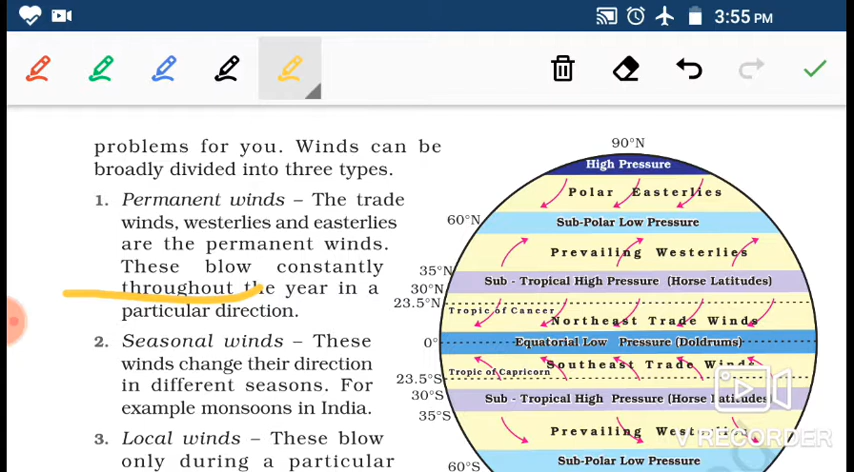 3:55 PM
problems for you. Winds can be
broadly divided into three types.
1. Permanent winds – The trade
winds, westerlies and easterlies
are the permanent winds.
These blow constantly
throughout the year in a
particular direction.
2. Seasonal winds – These
winds change their direction
in different seasons. For
example monsoons in India.
3. Local winds – These blow
only during a particular
90°N
High Pressure
Polar Easterlies
60°N
Sub-Polar Low Pressure
Prevailing Westerlies
35°N
Sub - Tropical High Pressure (Horse Latitudes)
30°N
23.5°N
Tropic of Cancer
Northeast Trade Winds
0°
Equatorial Low Pressure (Doldrums)
Southeast Trade Winds
Tropic of Capricorn
23.5°S
30°S
Sub - Tropical High Pressure (Horse Latitudes)
35°S
Prevailing Westerlies
60°S
Sub-Polar Low Pressure
V RECORDER